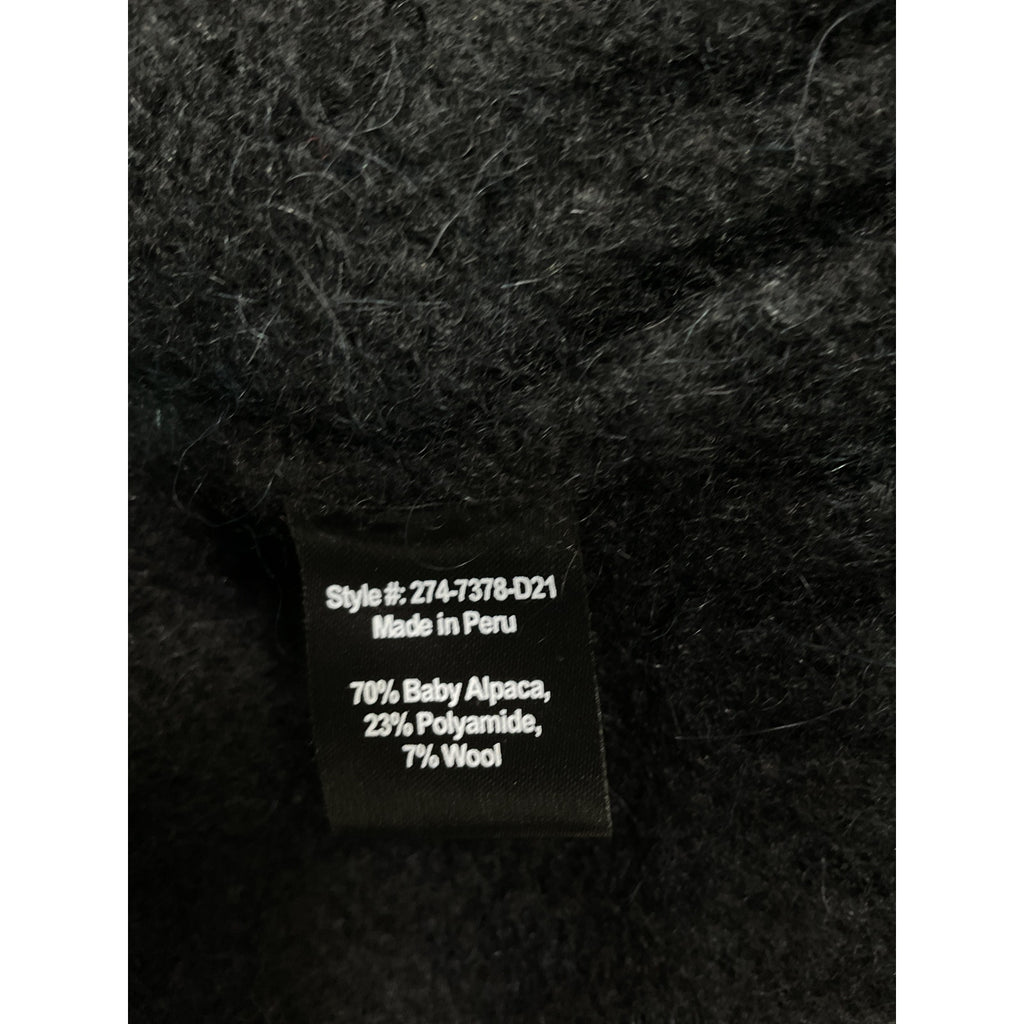 Style #: 274-7378-D21
Made in Peru
70% Baby Alpaca,
23% Polyamide,
7% Wool